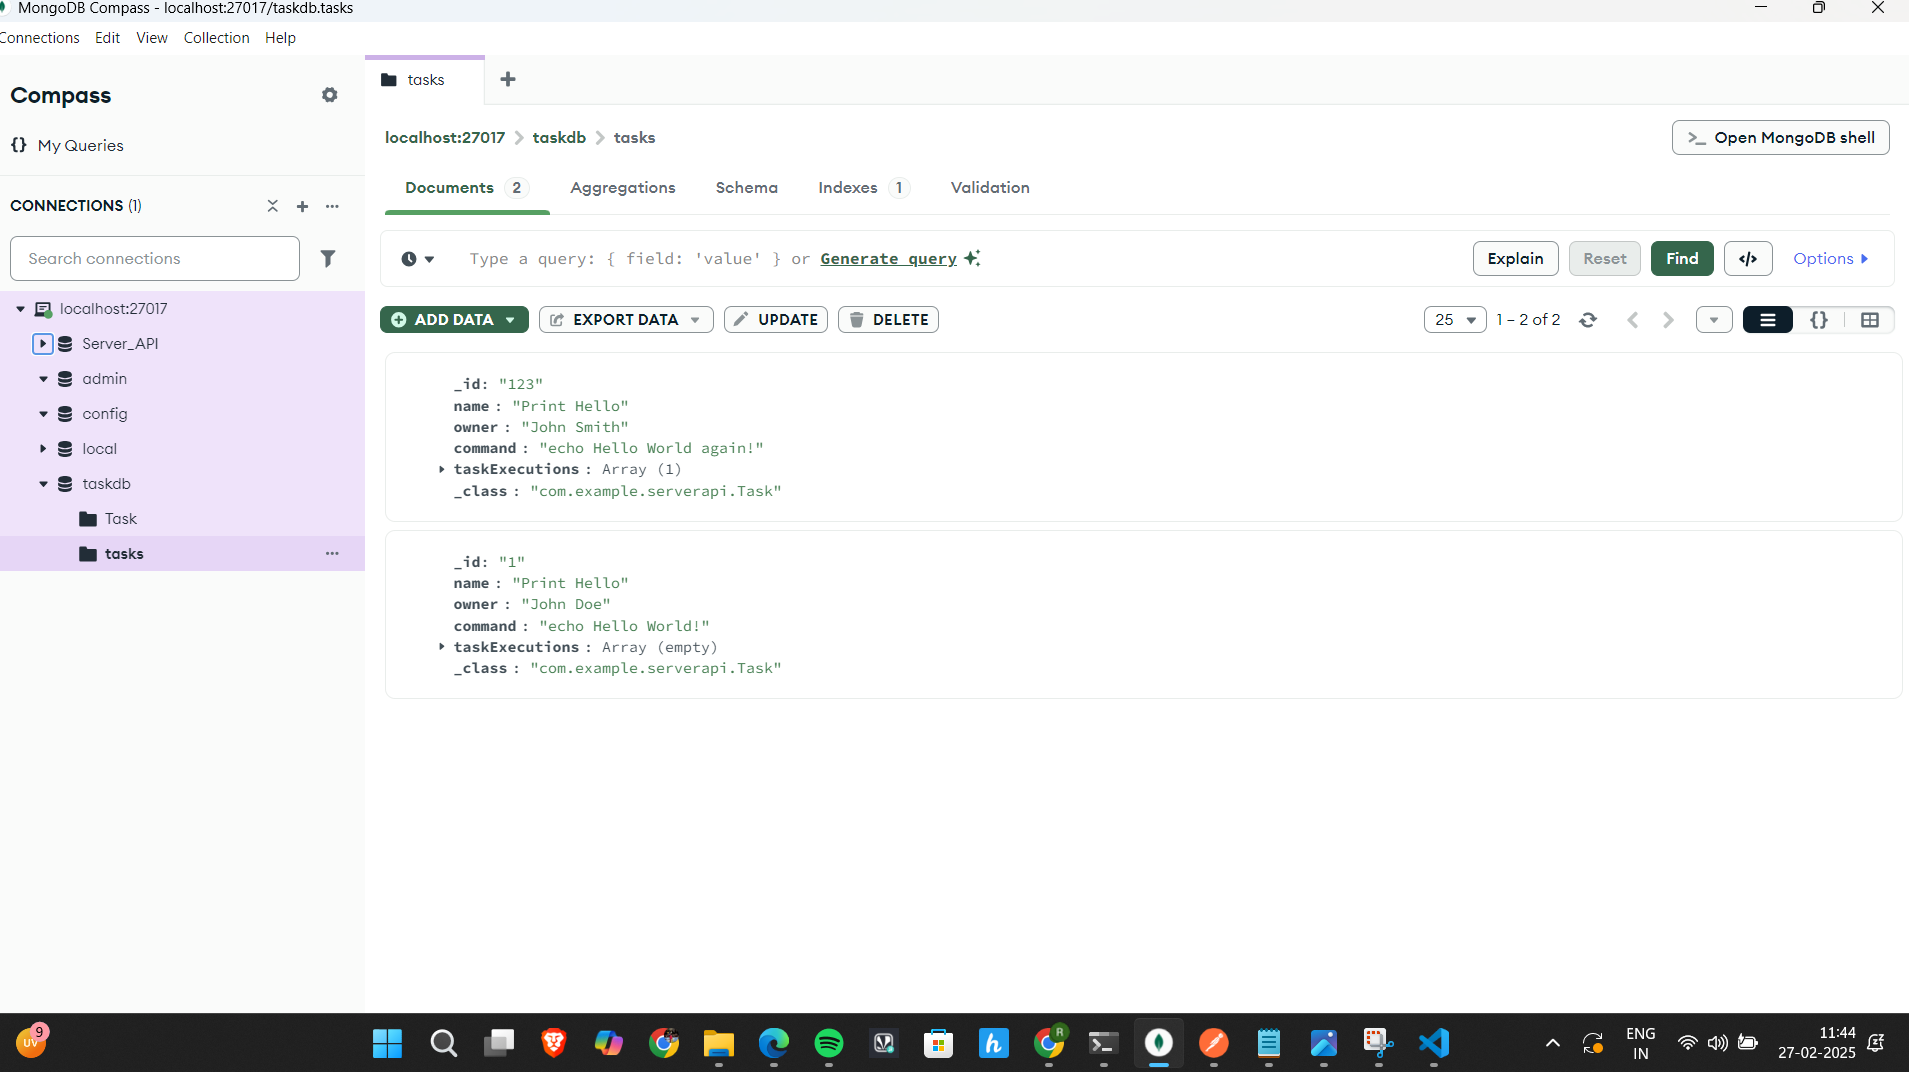 MongoDB Compass - localhost:27017/taskdb.tasks
Connections Edit View Collection Help
Compass
{} My Queries
CONNECTIONS (1)
Search connections
localhost:27017
Server_API
admin
config
local
taskdb
Task
tasks
tasks
localhost:27017 > taskdb > tasks
>_ Open MongoDB shell
Documents 2 Aggregations Schema Indexes 1 Validation
Type a query: { field: 'value' } or Generate query
Explain Reset Find </> Options
ADD DATA EXPORT DATA UPDATE DELETE
25 1 – 2 of 2 {}
_id: "123"
name : "Print Hello"
owner : "John Smith"
command : "echo Hello World again!"
taskExecutions : Array (1)
_class : "com.example.serverapi.Task"
_id: "1"
name : "Print Hello"
owner : "John Doe"
command : "echo Hello World!"
taskExecutions : Array (empty)
_class : "com.example.serverapi.Task"
UV 9
h
R
ENG
IN
11:44
27-02-2025